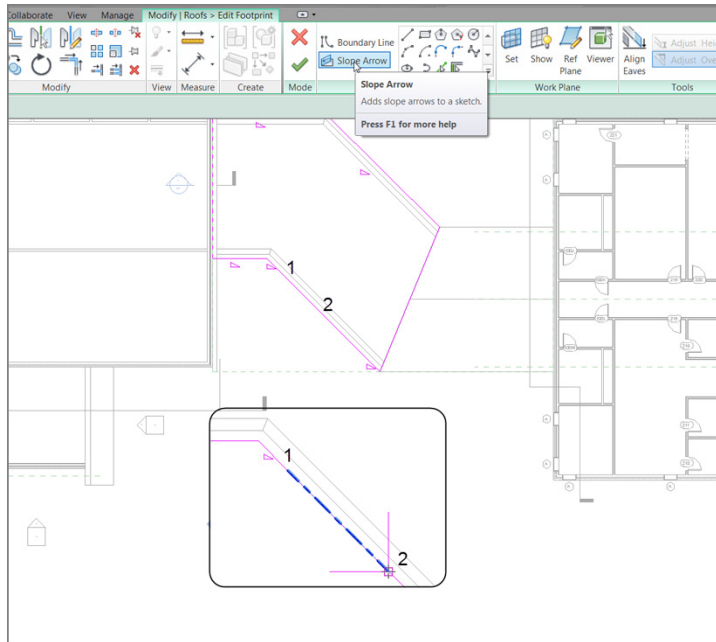 Collaborate View Manage Modify | Roofs > Edit Footprint
Boundary Line
Slope Arrow
Set Show Ref Plane Viewer
Align Eaves
Adjust Hei
Adjust Ove
Modify View Measure Create Mode Work Plane Tools
Slope Arrow
Adds slope arrows to a sketch.
Press F1 for more help
1
2
1
2